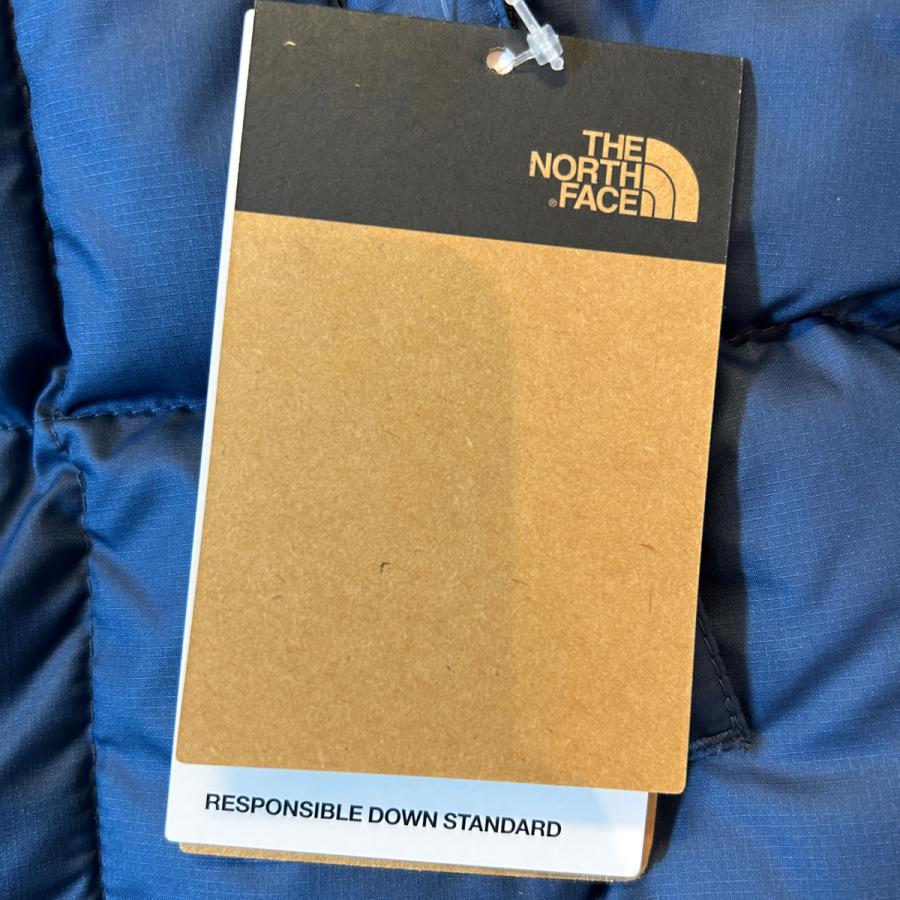 THE
NORTH
FACE
®
RESPONSIBLE DOWN STANDARD